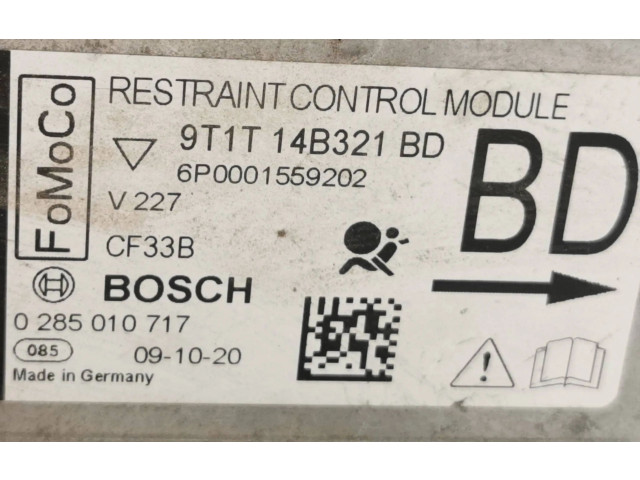 FoMoCo
RESTRAINT CONTROL MODULE
9T1T 14B321 BD
6P0001559202
V 227
CF33B
BD
BOSCH
0 285 010 717
085 09-10-20
Made in Germany